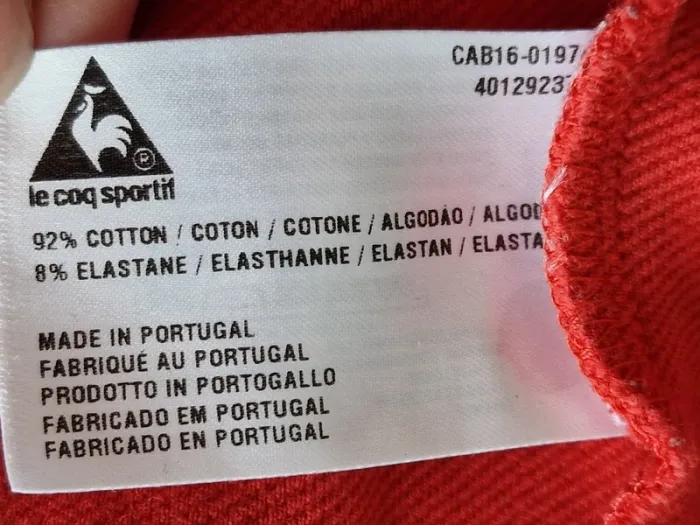 CAB16-0197
4012923
®
le coq sportif
92% COTTON / COTON / COTONE / ALGODÃO / ALGOD
8% ELASTANE / ELASTHANNE / ELASTAN / ELASTA
MADE IN PORTUGAL
FABRIQUÉ AU PORTUGAL
PRODOTTO IN PORTOGALLO
FABRICADO EM PORTUGAL
FABRICADO EN PORTUGAL